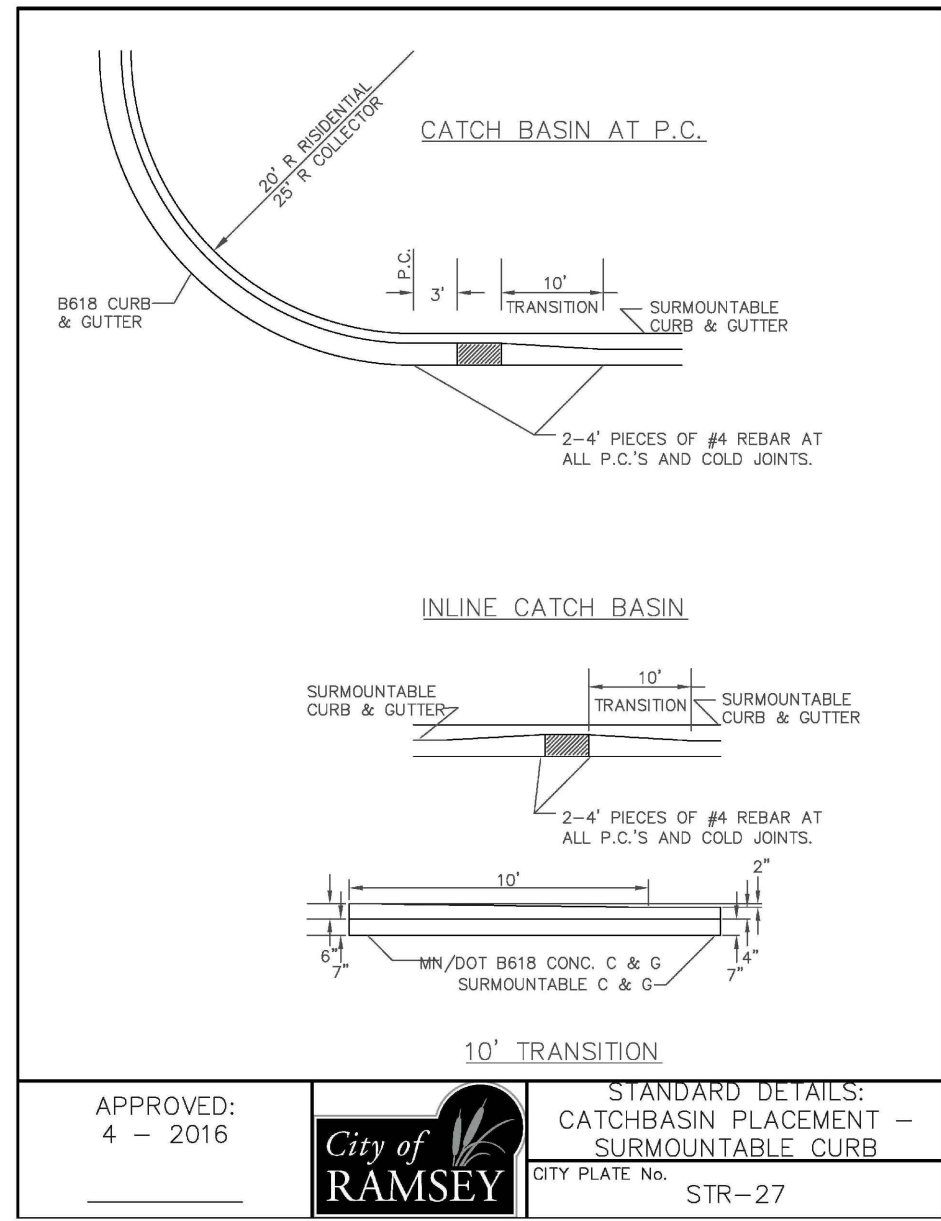 CATCH BASIN AT P.C.
20' R RISIDENTIAL
25' R COLLECTOR
P.C.
3'
10'
TRANSITION
SURMOUNTABLE
CURB & GUTTER
B618 CURB
& GUTTER
2-4' PIECES OF #4 REBAR AT
ALL P.C.'S AND COLD JOINTS.
INLINE CATCH BASIN
SURMOUNTABLE
CURB & GUTTER
10'
TRANSITION
SURMOUNTABLE
CURB & GUTTER
2-4' PIECES OF #4 REBAR AT
ALL P.C.'S AND COLD JOINTS.
2"
10'
6"
7"
4"
7"
MN/DOT B618 CONC. C & G
SURMOUNTABLE C & G
10' TRANSITION
APPROVED:
4 - 2016
City of
RAMSEY
STANDARD DETAILS:
CATCHBASIN PLACEMENT -
SURMOUNTABLE CURB
CITY PLATE No.
STR-27